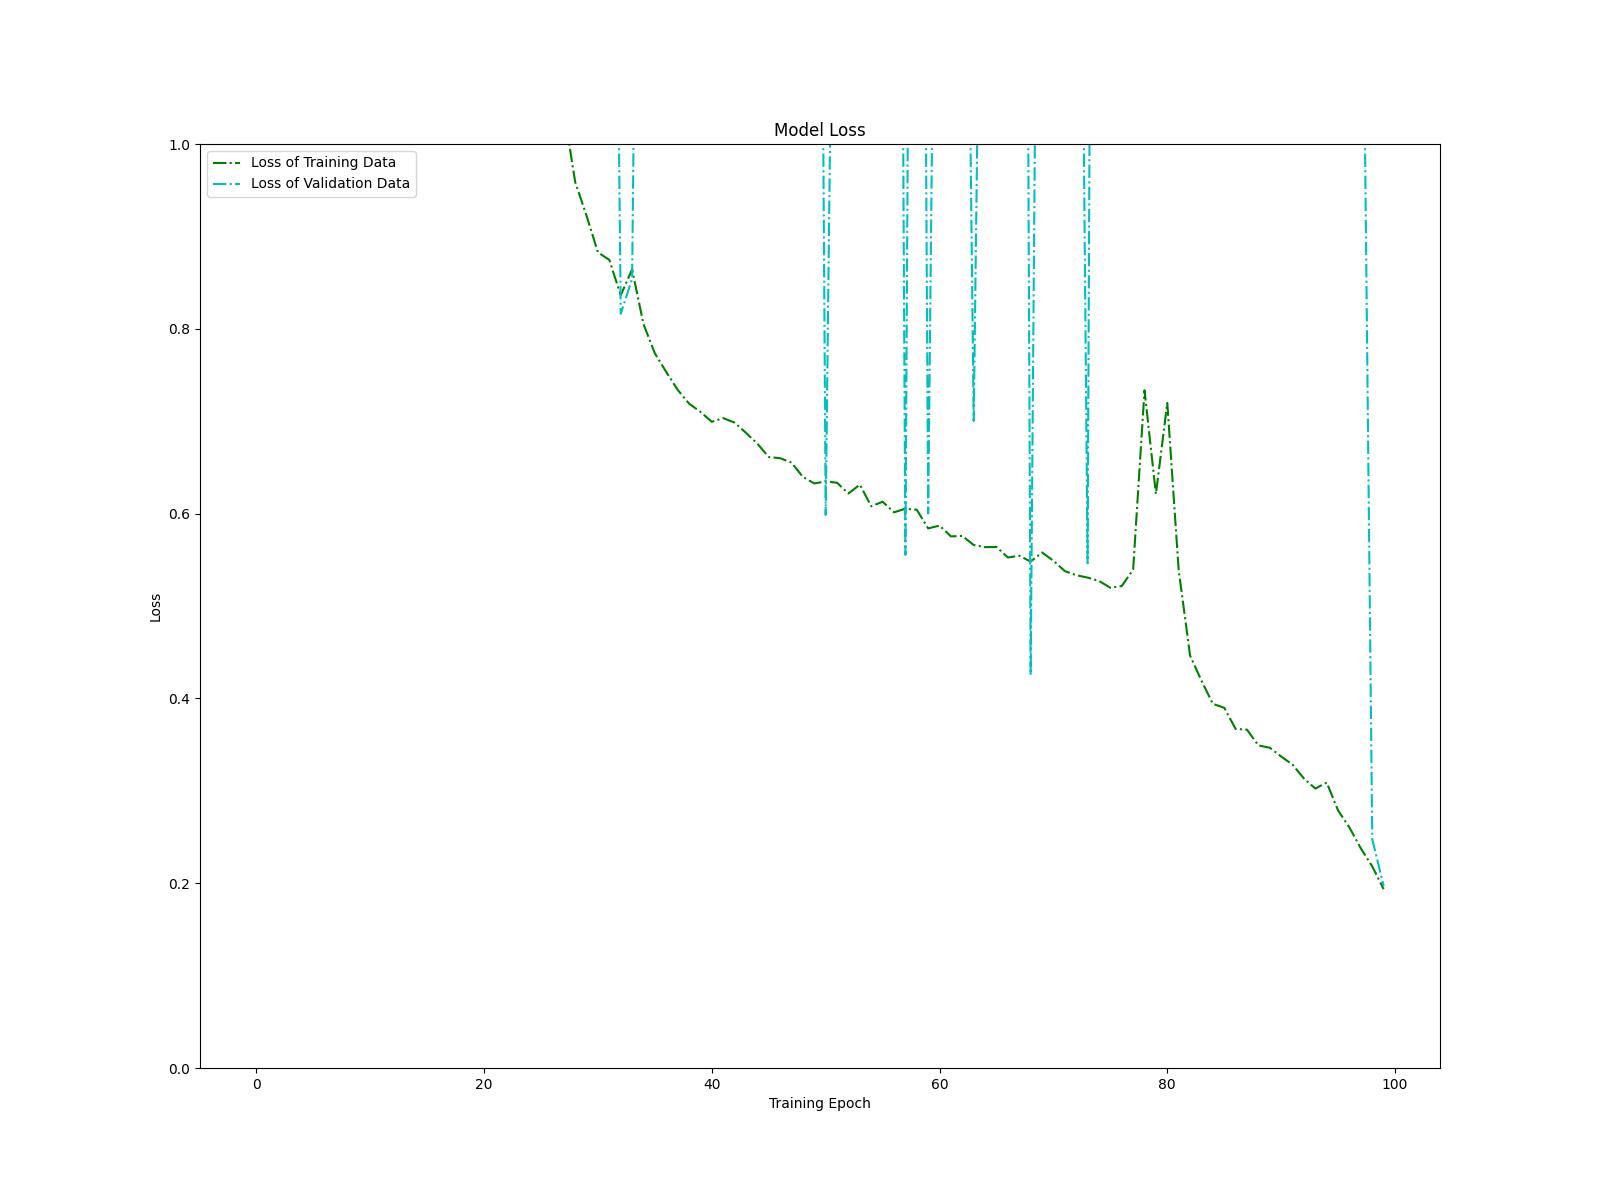 Model Loss
Loss of Training Data
Loss of Validation Data
1.0
0.8
0.6
0.4
0.2
0.0
Loss
0 20 40 60 80 100
Training Epoch